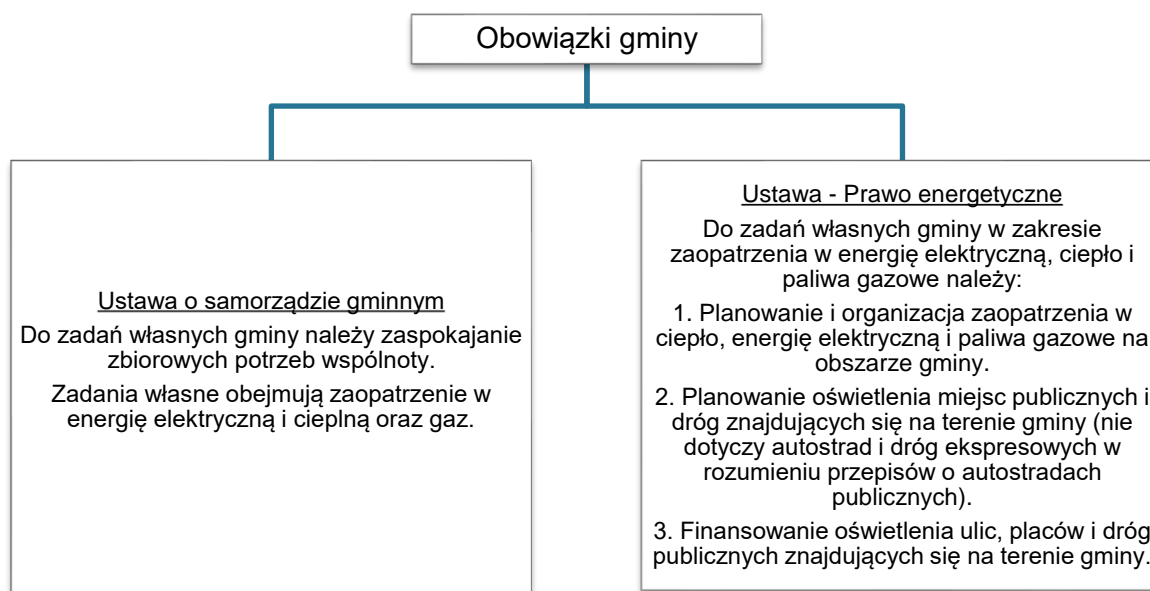 Obowiązki gminy
Ustawa o samorządzie gminnym
Do zadań własnych gminy należy zaspokajanie
zbiorowych potrzeb wspólnoty.
Zadania własne obejmują zaopatrzenie w
energię elektryczną i cieplną oraz gaz.
Ustawa - Prawo energetyczne
Do zadań własnych gminy w zakresie
zaopatrzenia w energię elektryczną, ciepło i
paliwa gazowe należy:
1. Planowanie i organizacja zaopatrzenia w
ciepło, energię elektryczną i paliwa gazowe na
obszarze gminy.
2. Planowanie oświetlenia miejsc publicznych i
dróg znajdujących się na terenie gminy (nie
dotyczy autostrad i dróg ekspresowych w
rozumieniu przepisów o autostradach
publicznych).
3. Finansowanie oświetlenia ulic, placów i dróg
publicznych znajdujących się na terenie gminy.